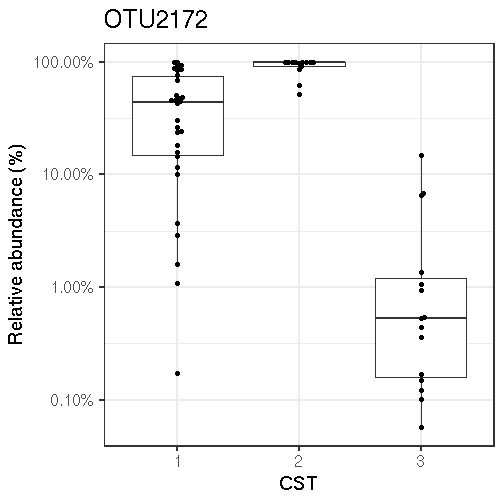 OTU2172
Relative abundance (%)
100.00%
10.00%
1.00%
0.10%
1 2 3
CST